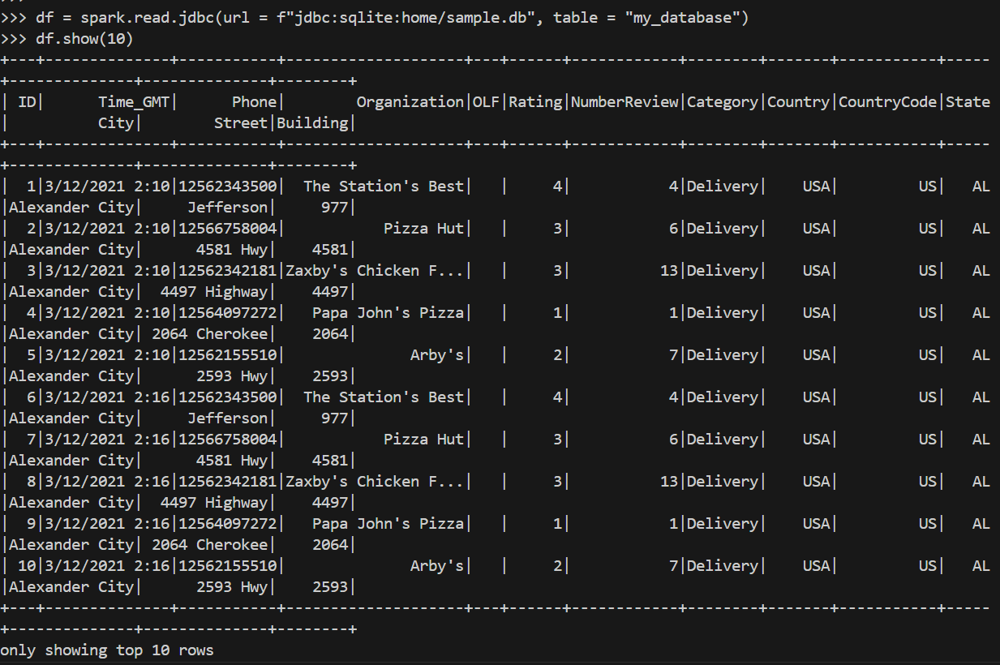 >>> df = spark.read.jdbc(url = f"jdbc:sqlite:home/sample.db", table = "my_database")
>>> df.show(10)
+---+--------------+-----------+--------------------+---+------+------------+--------+-------+-----------+-----
+--------------+--------------+--------+
| ID|      Time_GMT|      Phone|        Organization|OLF|Rating|NumberReview|Category|Country|CountryCode|State
|          City|        Street|Building|
+---+--------------+-----------+--------------------+---+------+------------+--------+-------+-----------+-----
+--------------+--------------+--------+
|  1|3/12/2021 2:10|12562343500|  The Station's Best|   |     4|           4|Delivery|    USA|         US|   AL
|Alexander City|     Jefferson|     977|
|  2|3/12/2021 2:10|12566758004|           Pizza Hut|   |     3|           6|Delivery|    USA|         US|   AL
|Alexander City|      4581 Hwy|    4581|
|  3|3/12/2021 2:10|12562342181|Zaxby's Chicken F...|   |     3|          13|Delivery|    USA|         US|   AL
|Alexander City|  4497 Highway|    4497|
|  4|3/12/2021 2:10|12564097272|   Papa John's Pizza|   |     1|           1|Delivery|    USA|         US|   AL
|Alexander City| 2064 Cherokee|    2064|
|  5|3/12/2021 2:10|12562155510|              Arby's|   |     2|           7|Delivery|    USA|         US|   AL
|Alexander City|      2593 Hwy|    2593|
|  6|3/12/2021 2:16|12562343500|  The Station's Best|   |     4|           4|Delivery|    USA|         US|   AL
|Alexander City|     Jefferson|     977|
|  7|3/12/2021 2:16|12566758004|           Pizza Hut|   |     3|           6|Delivery|    USA|         US|   AL
|Alexander City|      4581 Hwy|    4581|
|  8|3/12/2021 2:16|12562342181|Zaxby's Chicken F...|   |     3|          13|Delivery|    USA|         US|   AL
|Alexander City|  4497 Highway|    4497|
|  9|3/12/2021 2:16|12564097272|   Papa John's Pizza|   |     1|           1|Delivery|    USA|         US|   AL
|Alexander City| 2064 Cherokee|    2064|
| 10|3/12/2021 2:16|12562155510|              Arby's|   |     2|           7|Delivery|    USA|         US|   AL
|Alexander City|      2593 Hwy|    2593|
+---+--------------+-----------+--------------------+---+------+------------+--------+-------+-----------+-----
+--------------+--------------+--------+
only showing top 10 rows